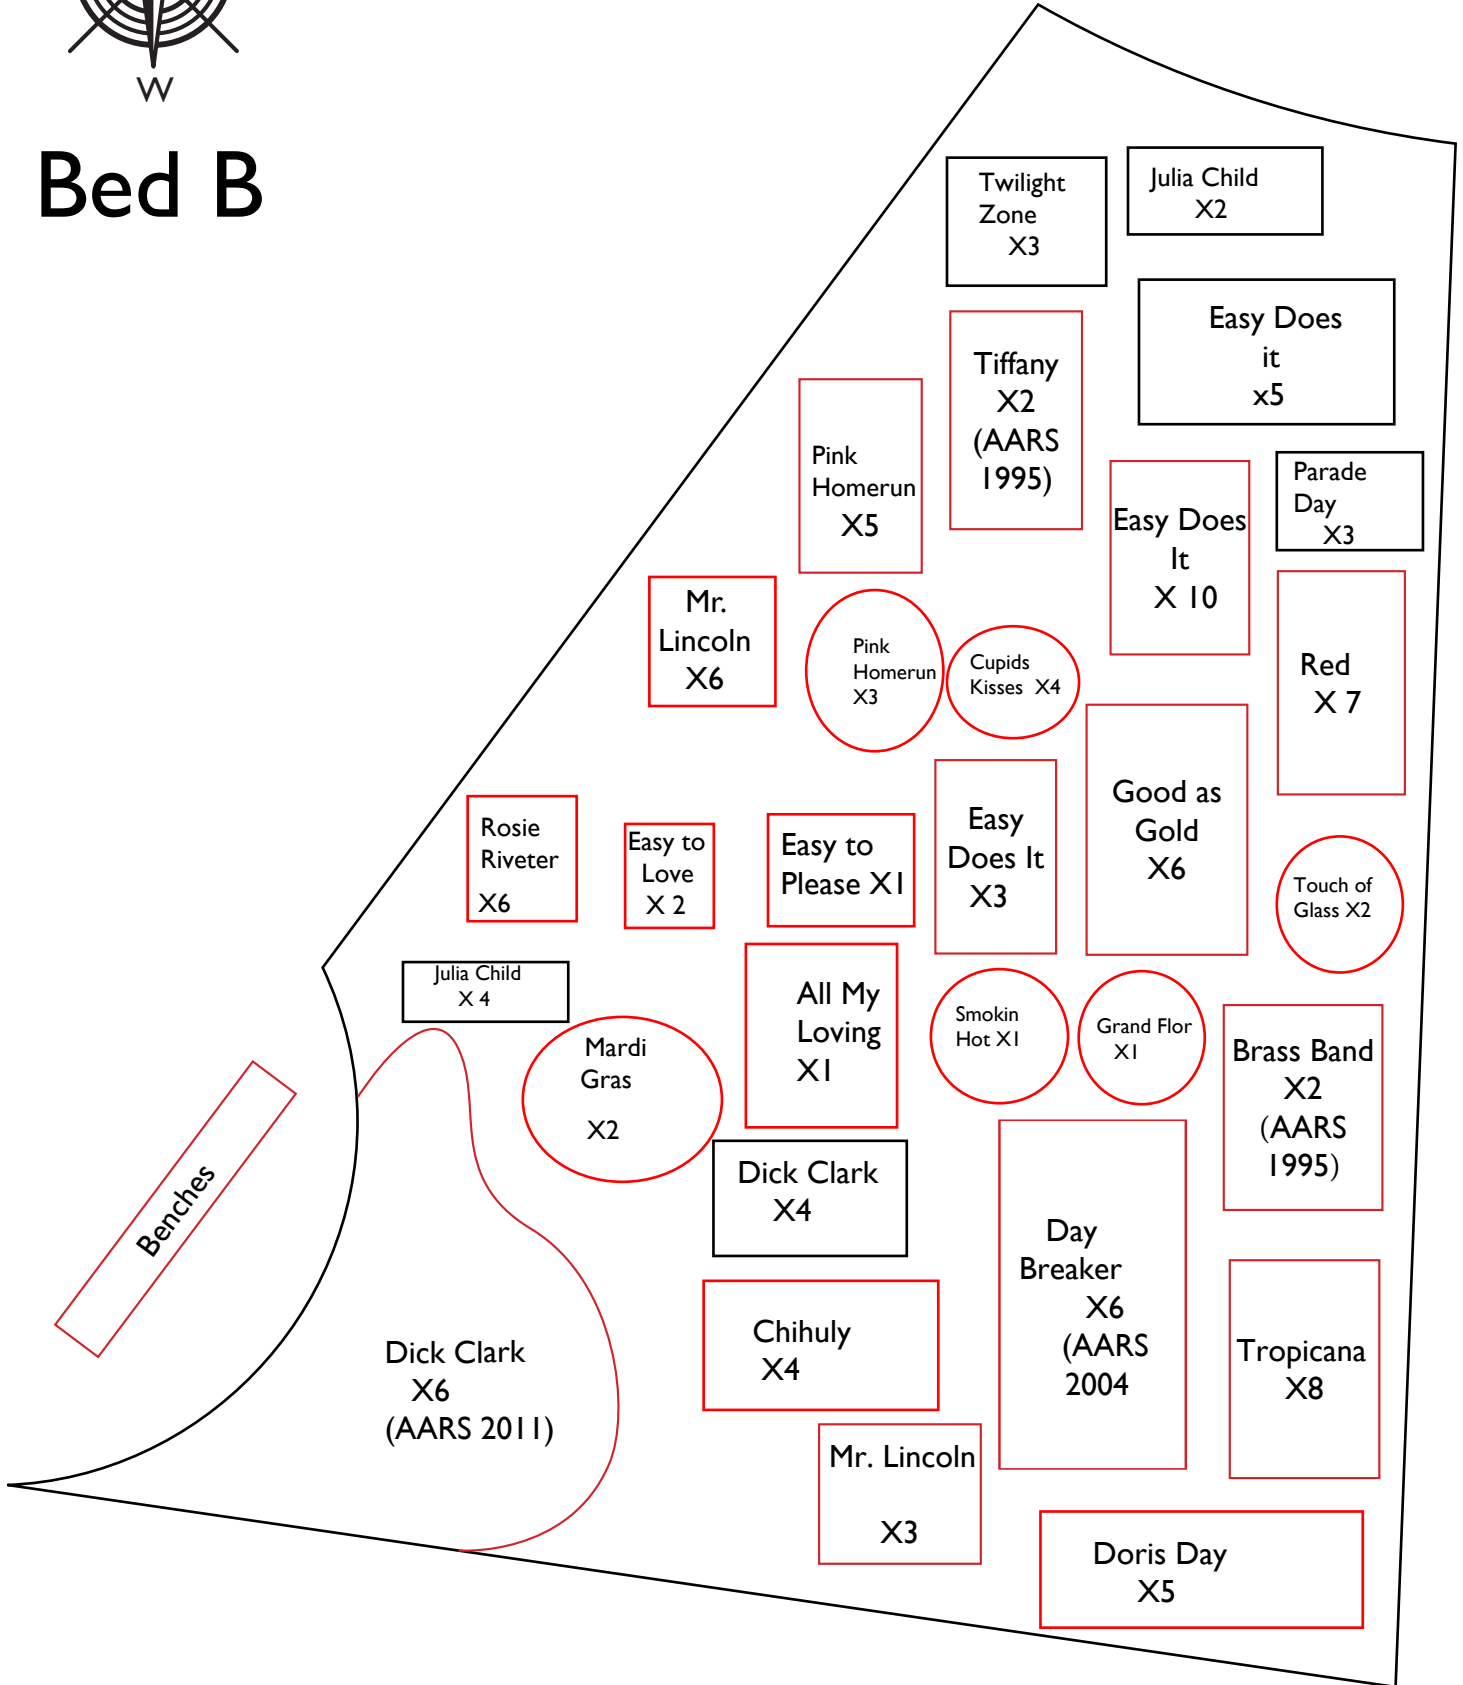 W
Bed B
Twilight
Zone
X3
Julia Child
X2
Easy Does
it
x5
Tiffany
X2
(AARS
1995)
Pink
Homerun
X5
Parade
Day
X3
Easy Does
It
X 10
Mr.
Lincoln
X6
Pink
Homerun
X3
Cupids
Kisses X4
Red
X 7
Good as
Gold
X6
Rosie
Riveter
X6
Easy to
Love
X 2
Easy to
Please X1
Easy
Does It
X3
Touch of
Glass X2
Julia Child
X 4
All My
Loving
X1
Smokin
Hot X1
Grand Flor
X1
Mardi
Gras
X2
Brass Band
X2
(AARS
1995)
Benches
Dick Clark
X4
Day
Breaker
X6
(AARS
2004
Dick Clark
X6
(AARS 2011)
Chihuly
X4
Tropicana
X8
Mr. Lincoln
X3
Doris Day
X5